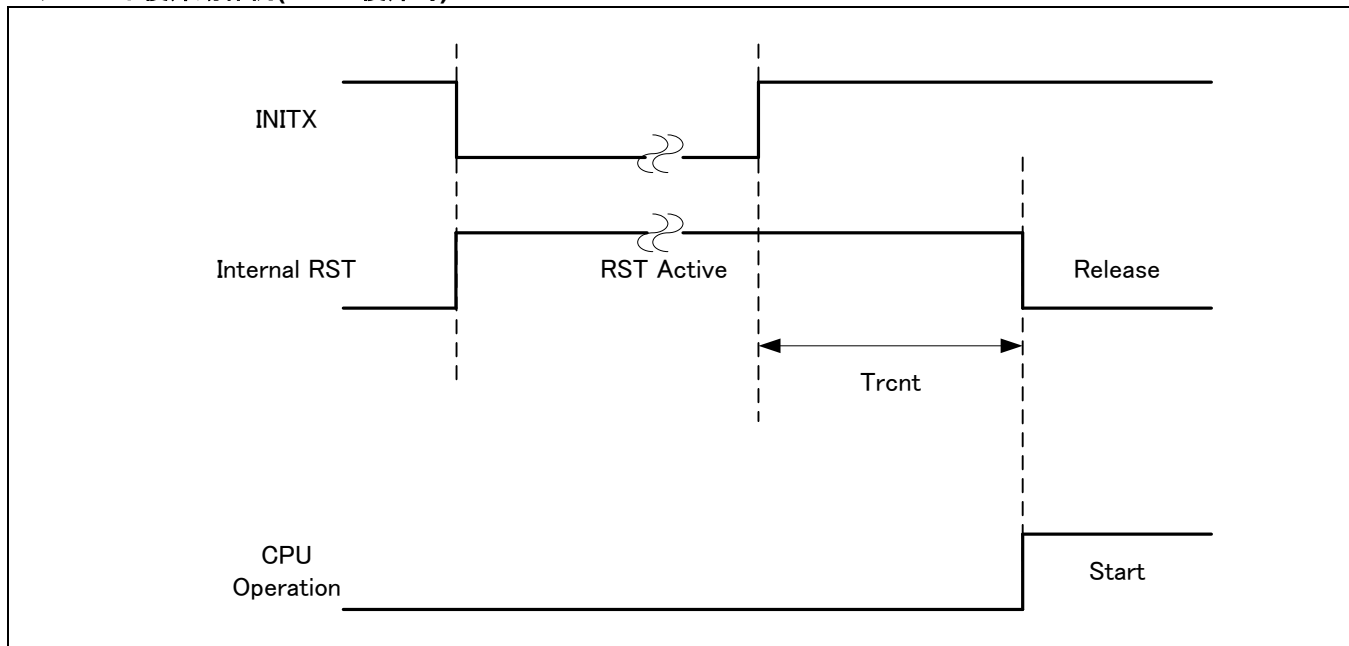 INITX
Internal RST
RST Active
Release
Trcnt
CPU
Operation
Start